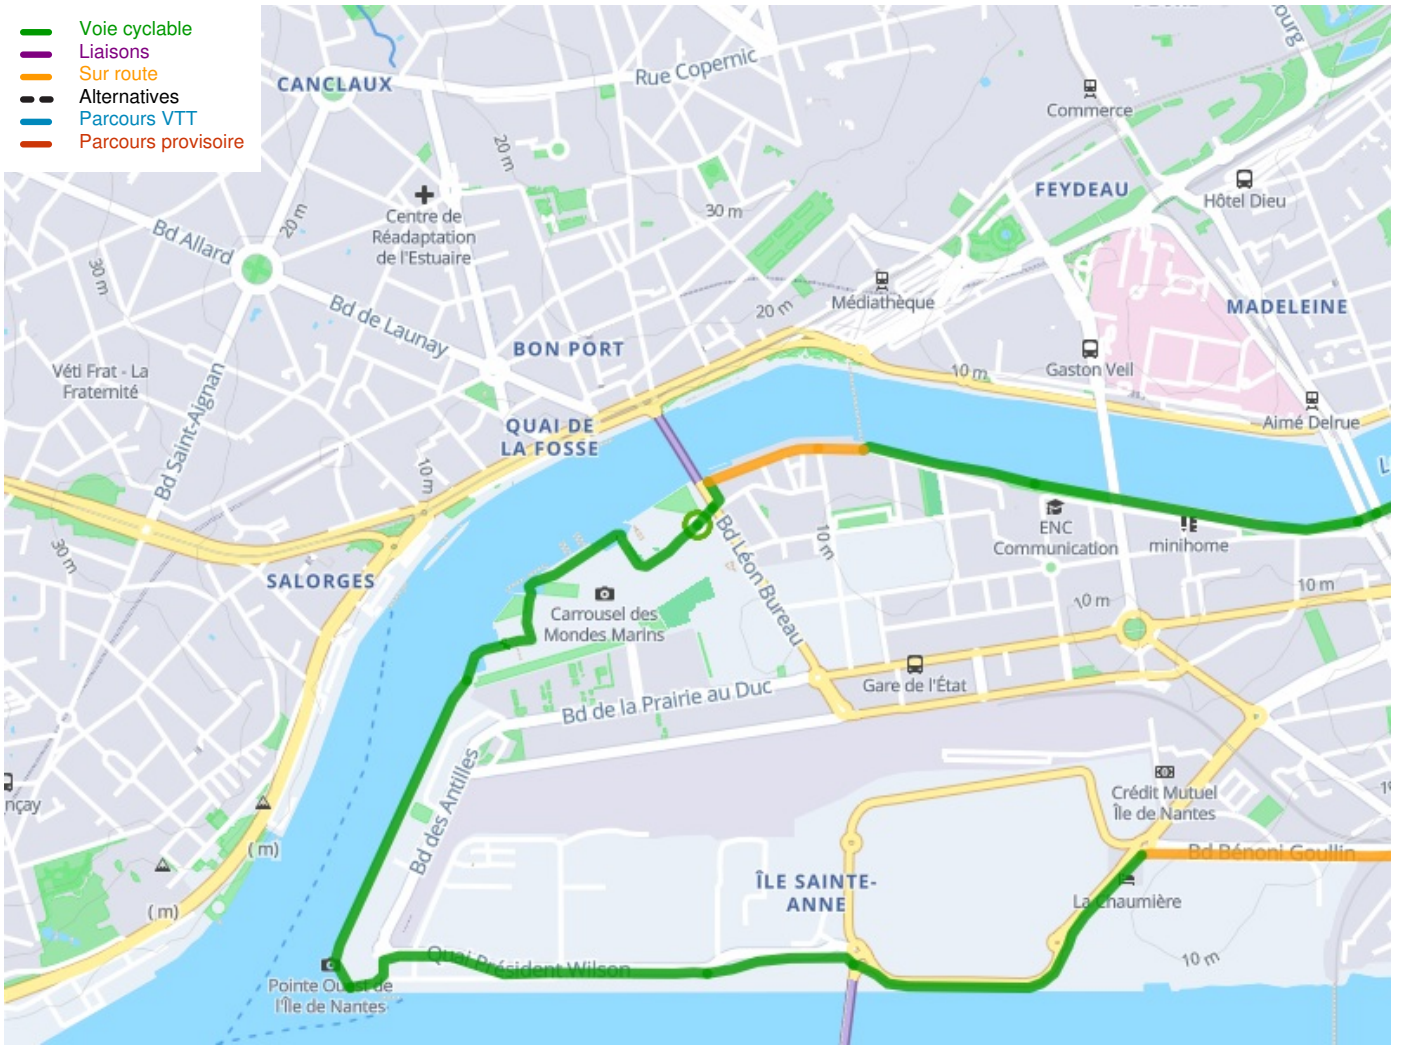 Voie cyclable
Liaisons
Sur route
Alternatives
Parcours VTT
Parcours provisoire
CANCLAUX
Rue Copernic
Commerce
20 m
FEYDEAU
Hôtel Dieu
Centre de
Réadaptation
de l'Estuaire
30 m
20 m
Bd Allard
30 m
Bd de Launay
20 m
Médiathèque
MADELEINE
BON PORT
Véti Frat - La
Fraternité
Bd Saint-Aignan
10 m
Gaston Veil
Aimé Delrue
QUAI DE
LA FOSSE
10 m
30 m
SALORGES
Bd Léon Bureau
10 m
ENC
Communication
minihome
10 m
10 m
Carrousel des
Mondes Marins
Gare de l'État
Bd de la Prairie au Duc
Bd des Antilles
Crédit Mutuel
Île de Nantes
nçay
( m)
Bd Bénoni Goullin
ÎLE SAINTE-
ANNE
La Chaumière
( m)
Quai Président Wilson
10 m
Pointe Ouest de
l'Île de Nantes